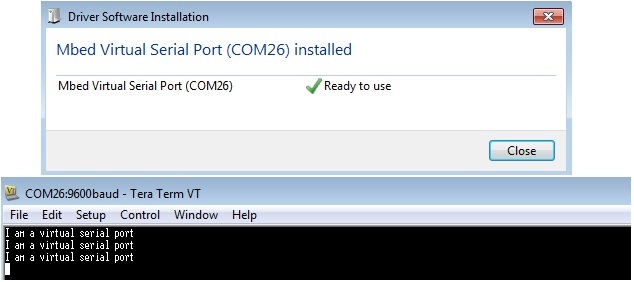 Driver Software Installation
Mbed Virtual Serial Port (COM26) installed
Mbed Virtual Serial Port (COM26) Ready to use
Close
COM26:9600baud - Tera Term VT
File Edit Setup Control Window Help
I am a virtual serial port
I am a virtual serial port
I am a virtual serial port